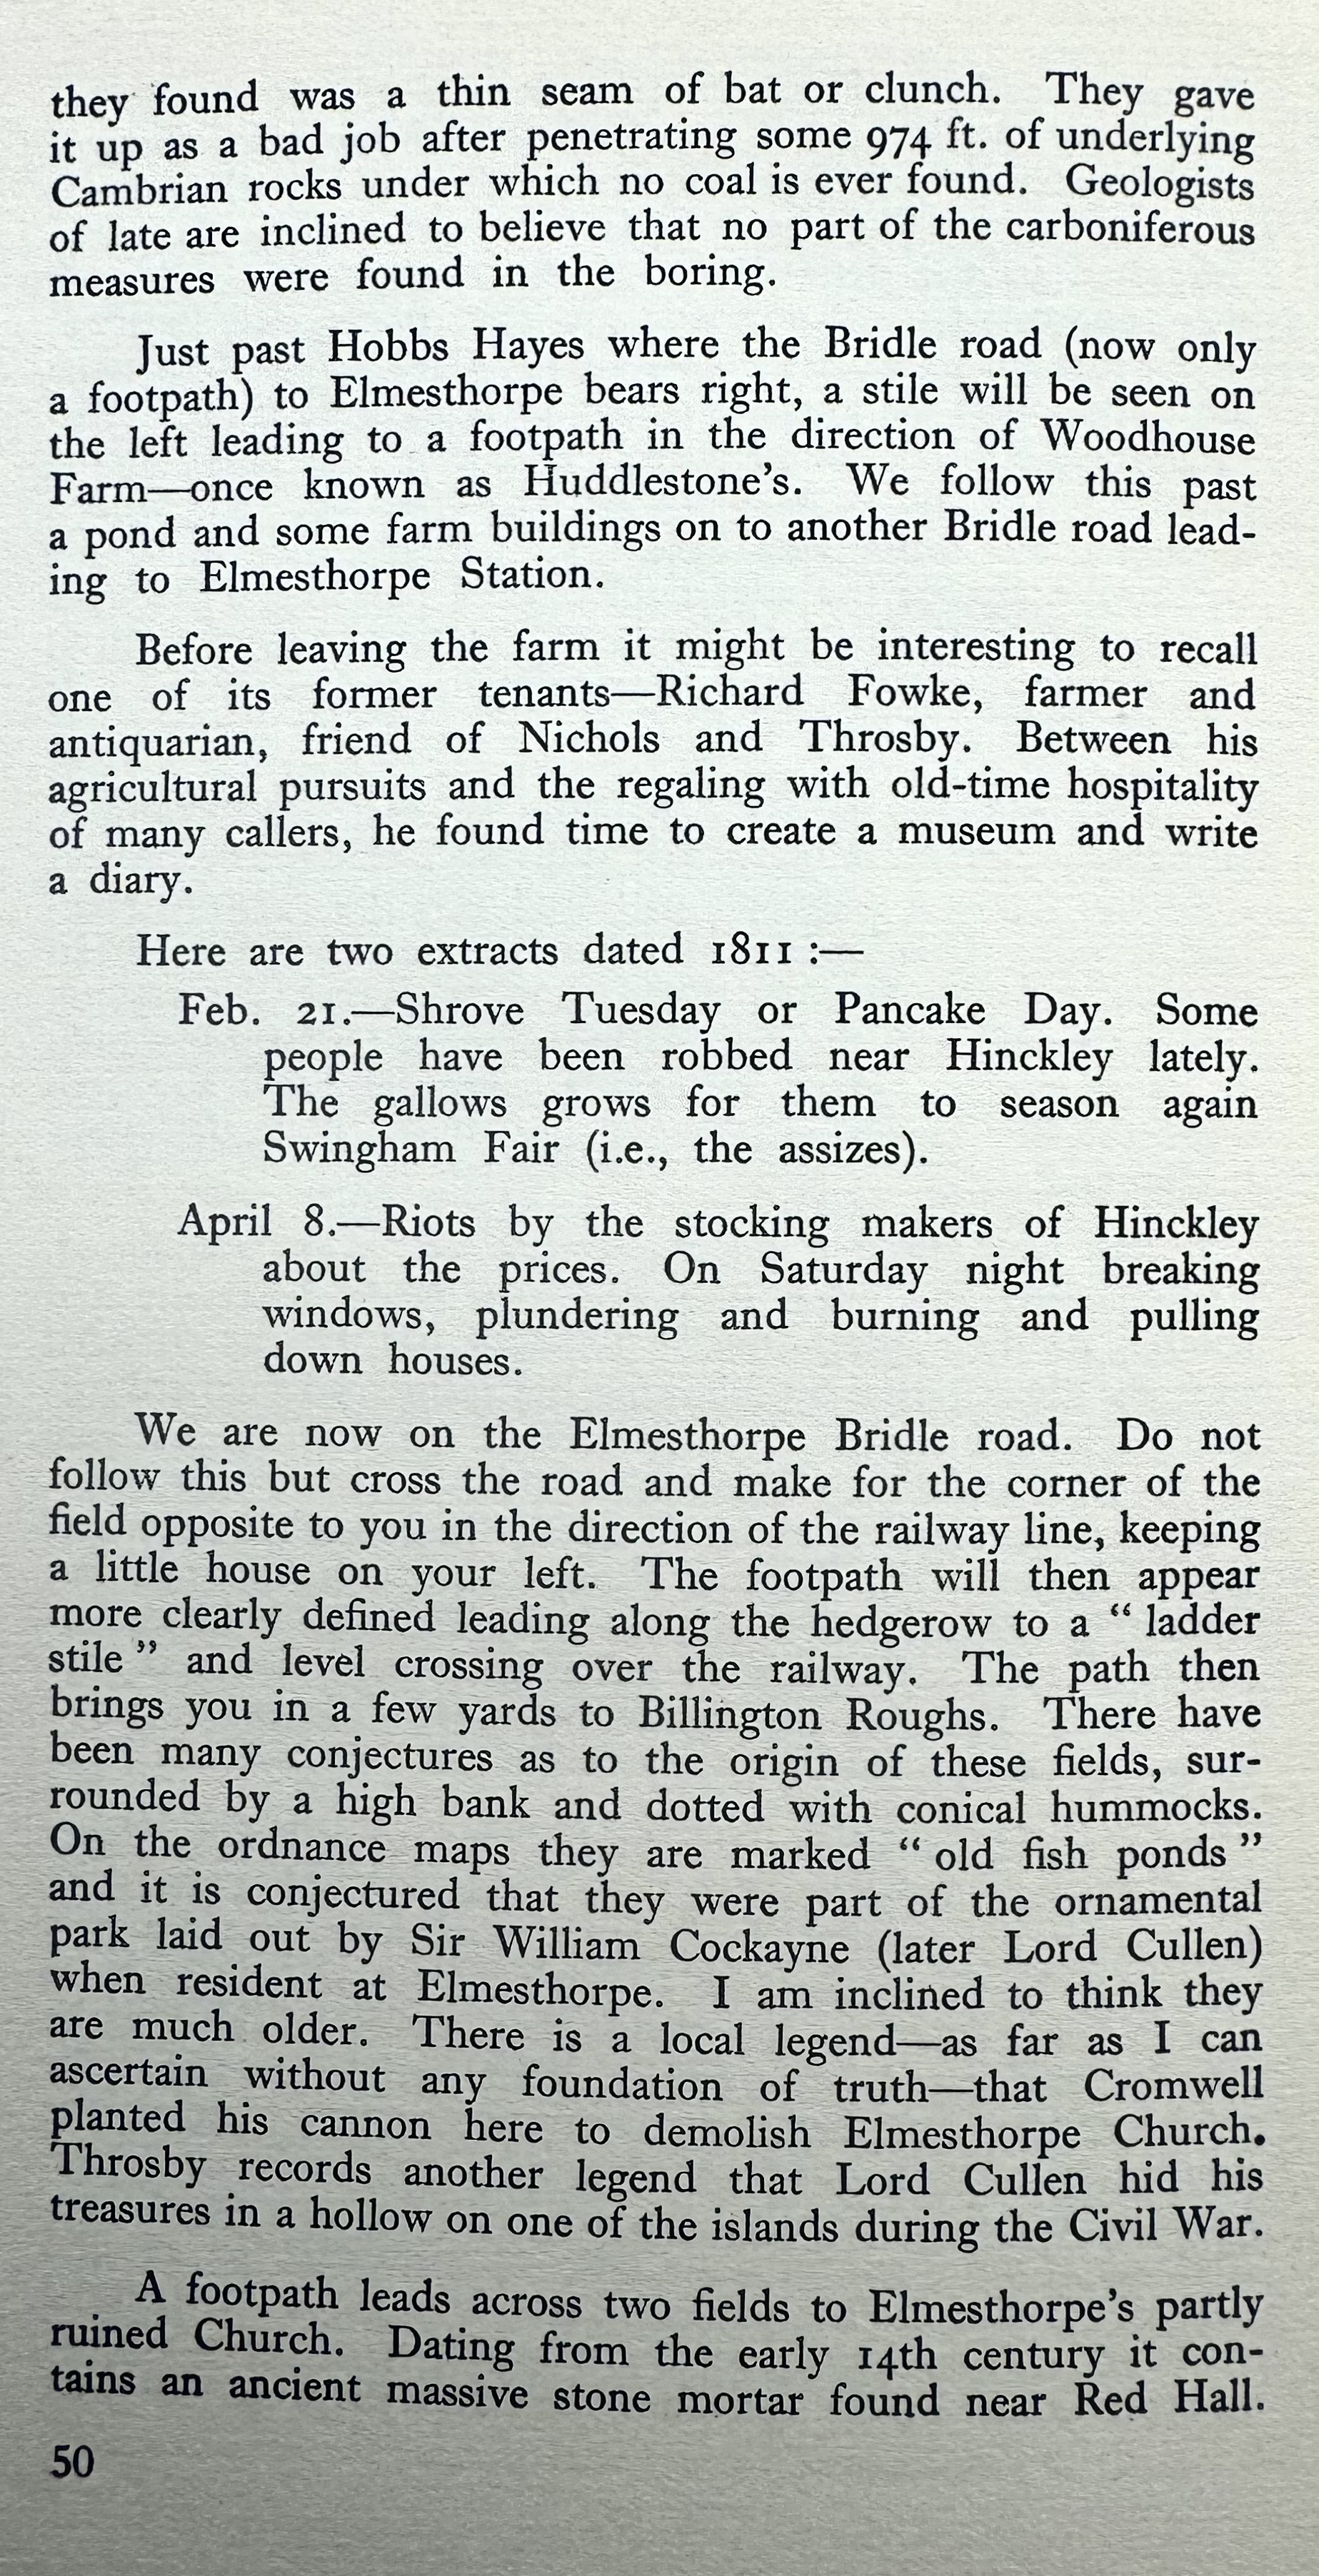 they found was a thin seam of bat or clunch. They gave
it up as a bad job after penetrating some 974 ft. of underlying
Cambrian rocks under which no coal is ever found. Geologists
of late are inclined to believe that no part of the carboniferous
measures were found in the boring.
Just past Hobbs Hayes where the Bridle road (now only
a footpath) to Elmesthorpe bears right, a stile will be seen on
the left leading to a footpath in the direction of Woodhouse
Farm—once known as Huddlestone's. We follow this past
a pond and some farm buildings on to another Bridle road lead-
ing to Elmesthorpe Station.
Before leaving the farm it might be interesting to recall
one of its former tenants—Richard Fowke, farmer and
antiquarian, friend of Nichols and Throsby. Between his
agricultural pursuits and the regaling with old-time hospitality
of many callers, he found time to create a museum and write
a diary.
Here are two extracts dated 1811 :—
Feb. 21.—Shrove Tuesday or Pancake Day. Some
people have been robbed near Hinckley lately.
The gallows grows for them to season again
Swingham Fair (i.e., the assizes).
April 8.—Riots by the stocking makers of Hinckley
about the prices. On Saturday night breaking
windows, plundering and burning and pulling
down houses.
We are now on the Elmesthorpe Bridle road. Do not
follow this but cross the road and make for the corner of the
field opposite to you in the direction of the railway line, keeping
a little house on your left. The footpath will then appear
more clearly defined leading along the hedgerow to a “ ladder
stile ” and level crossing over the railway. The path then
brings you in a few yards to Billington Roughs. There have
been many conjectures as to the origin of these fields, sur-
rounded by a high bank and dotted with conical hummocks.
On the ordnance maps they are marked “ old fish ponds ”
and it is conjectured that they were part of the ornamental
park laid out by Sir William Cockayne (later Lord Cullen)
when resident at Elmesthorpe. I am inclined to think they
are much older. There is a local legend—as far as I can
ascertain without any foundation of truth—that Cromwell
planted his cannon here to demolish Elmesthorpe Church.
Throsby records another legend that Lord Cullen hid his
treasures in a hollow on one of the islands during the Civil War.
A footpath leads across two fields to Elmesthorpe's partly
ruined Church. Dating from the early 14th century it con-
tains an ancient massive stone mortar found near Red Hall.
50